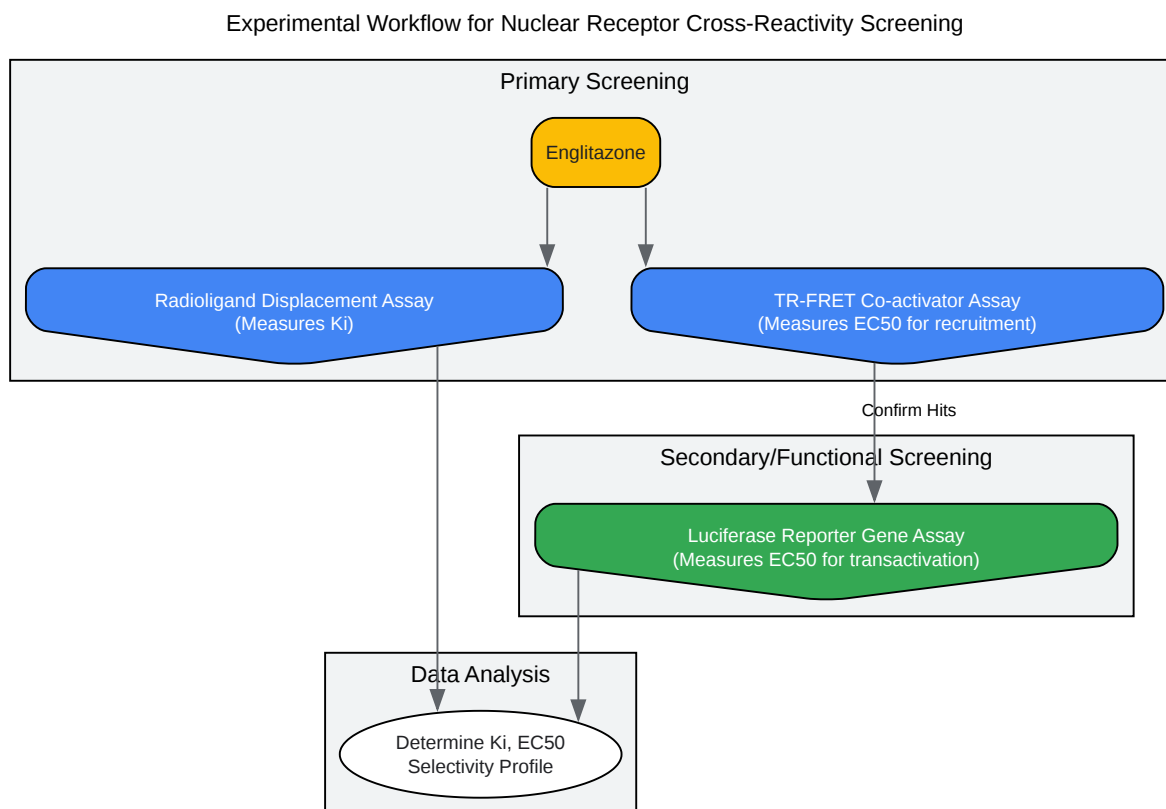 Experimental Workflow for Nuclear Receptor Cross-Reactivity Screening
Primary Screening
Englitazone
Radioligand Displacement Assay
(Measures Ki)
TR-FRET Co-activator Assay
(Measures EC50 for recruitment)
Confirm Hits
Secondary/Functional Screening
Luciferase Reporter Gene Assay
(Measures EC50 for transactivation)
Data Analysis
Determine Ki, EC50
Selectivity Profile